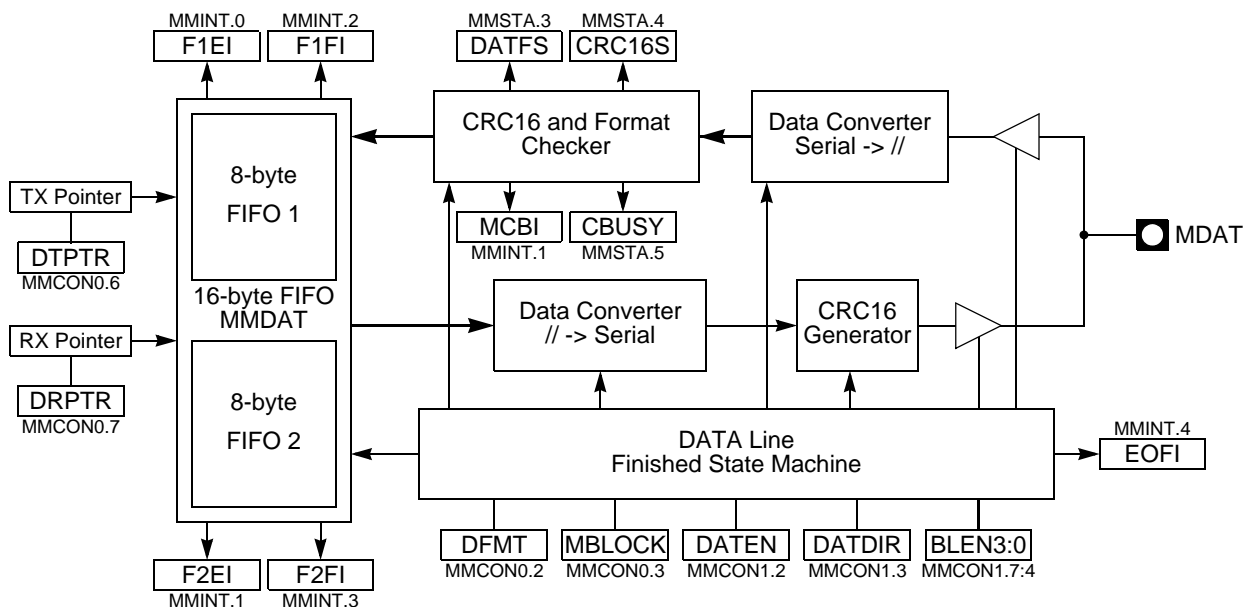 MMINT.0
MMINT.2
MMSTA.3
MMSTA.4
F1EI
F1FI
DATFS
CRC16S
8-byte
FIFO 1
CRC16 and Format
Checker
Data Converter
Serial -> //
TX Pointer
DTPTR
MMCON0.6
MCBI
MMINT.1
CBUSY
MMSTA.5
MDAT
16-byte FIFO
MMDAT
Data Converter
// -> Serial
CRC16
Generator
RX Pointer
DRPTR
MMCON0.7
8-byte
FIFO 2
DATA Line
Finished State Machine
MMINT.4
EOFI
DFMT
MMCON0.2
MBLOCK
MMCON0.3
DATEN
MMCON1.2
DATDIR
MMCON1.3
BLEN3:0
MMCON1.7:4
F2EI
MMINT.1
F2FI
MMINT.3